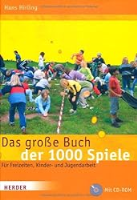 Hans Hirling
Das große Buch
der 1000 Spiele
für Freizeiten, Kinder- und Jugendarbeit
HERDER
Mit CD-ROM